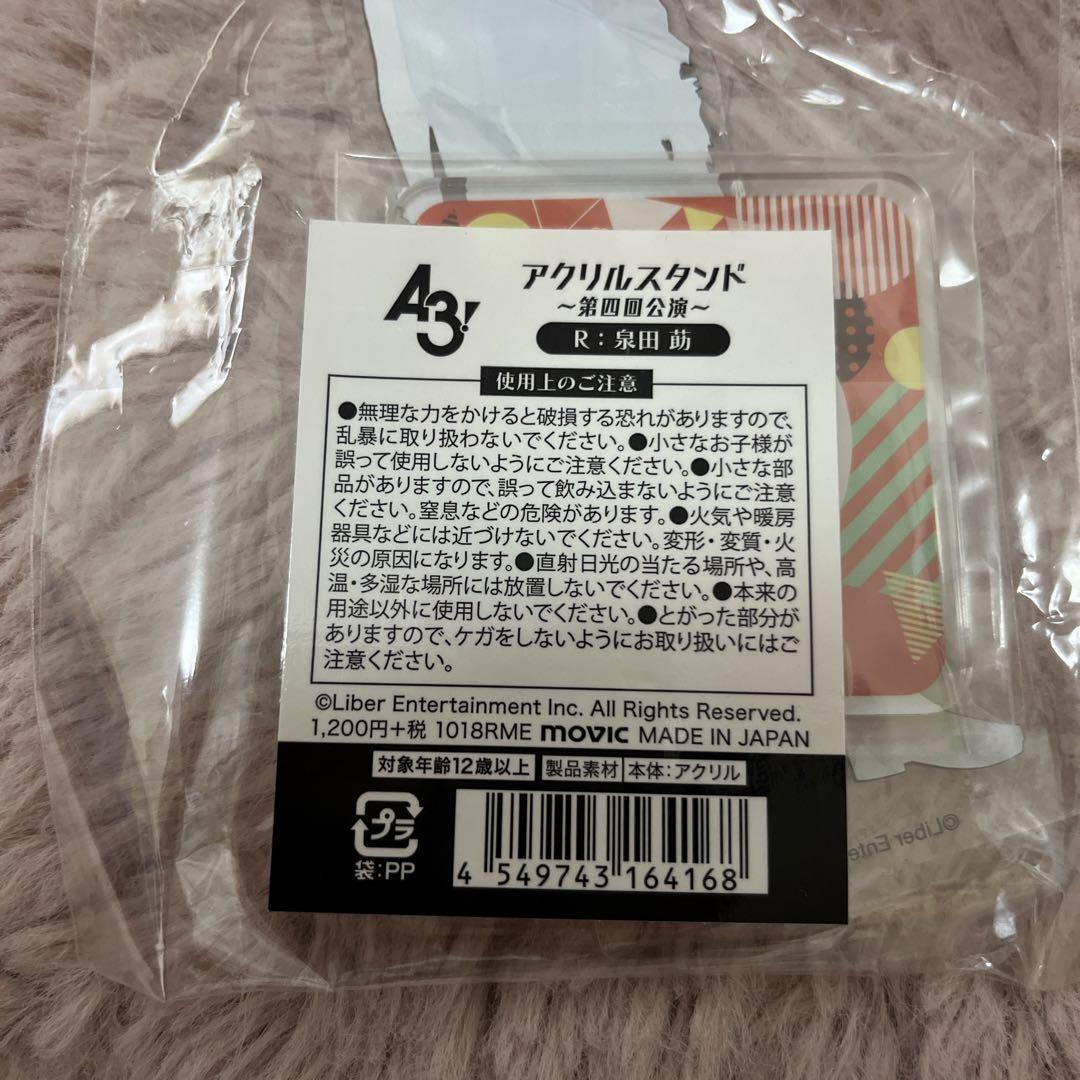 A3!
アクリルスタンド
～第四回公演～
R：泉田 莇
使用上のご注意
●無理な力をかけると破損する恐れがありますので、
乱暴に取り扱わないでください。●小さなお子様が
誤って使用しないようにご注意ください。●小さな部
品がありますので、誤って飲み込まないようにご注意
ください。窒息などの危険があります。●火気や暖房
器具などには近づけないでください。変形・変質・火
災の原因になります。●直射日光の当たる場所や、高
温・多湿な場所には放置しないでください。●本来の
用途以外に使用しないでください。●とがった部分が
ありますので、ケガをしないようにお取り扱いにはご
注意ください。
©Liber Entertainment Inc. All Rights Reserved.
1,200円+税 1018RME movic MADE IN JAPAN
対象年齢12歳以上 製品素材 本体：アクリル
プラ
袋：PP
4 549743 164168
©Liber Ente